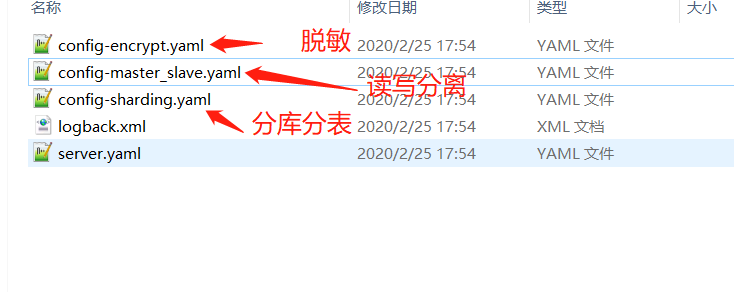 名称 修改日期 类型 大小
config-encrypt.yaml 脱敏 2020/2/25 17:54 YAML 文件
config-master_slave.yaml 2020/2/25 17:54 YAML 文件
读写分离
config-sharding.yaml 2020/2/25 17:54 YAML 文件
logback.xml 分库分表 2020/2/25 17:54 XML 文档
server.yaml 2020/2/25 17:54 YAML 文件